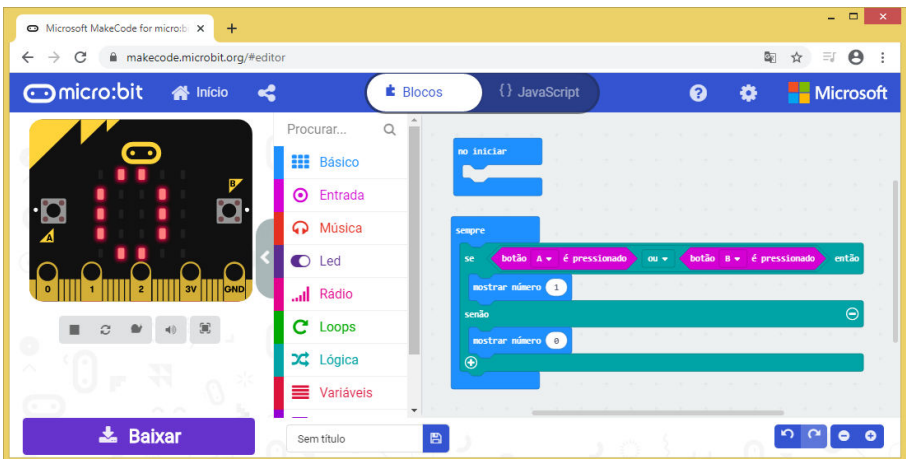 Microsoft MakeCode for micro:b
makecode.microbit.org/#editor
micro:bit
Início
Blocos
{} JavaScript
Microsoft
A
B
0
1
2
3V
GND
Procurar...
Básico
Entrada
Música
Led
Rádio
Loops
Lógica
Variáveis
no iniciar
sempre
se botão A é pressionado ou botão B é pressionado então
mostrar número 1
senão
mostrar número 0
Baixar
Sem título